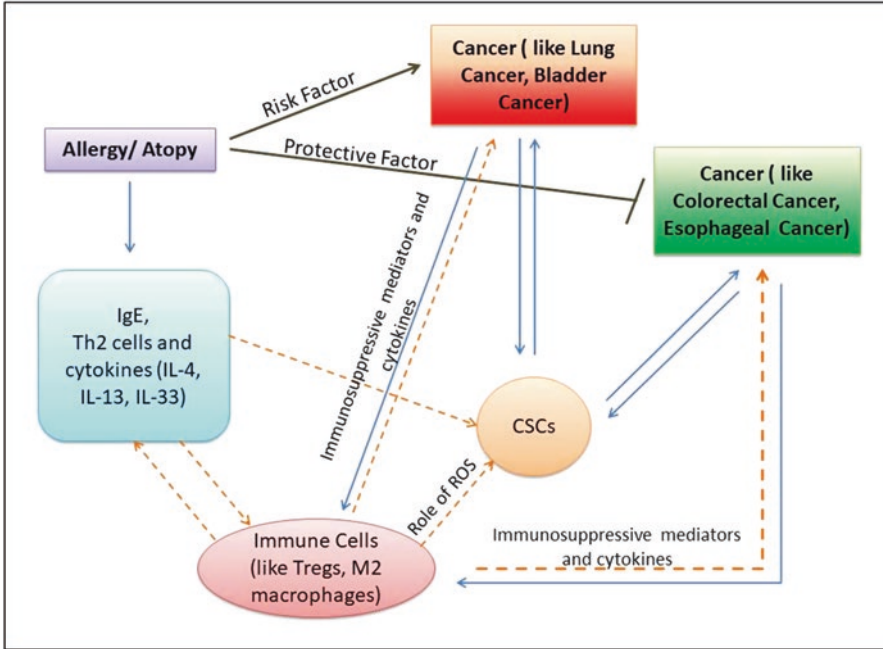 Cancer ( like Lung
Cancer, Bladder
Cancer)
Risk Factor
Allergy/ Atopy
Protective Factor
Cancer ( like
Colorectal Cancer,
Esophageal Cancer)
Immunosuppressive mediators and
cytokines
IgE,
Th2 cells and
cytokines (IL-4,
IL-13, IL-33)
CSCs
Role of ROS
Immune Cells
(like Tregs, M2
macrophages)
Immunosuppressive mediators
and cytokines